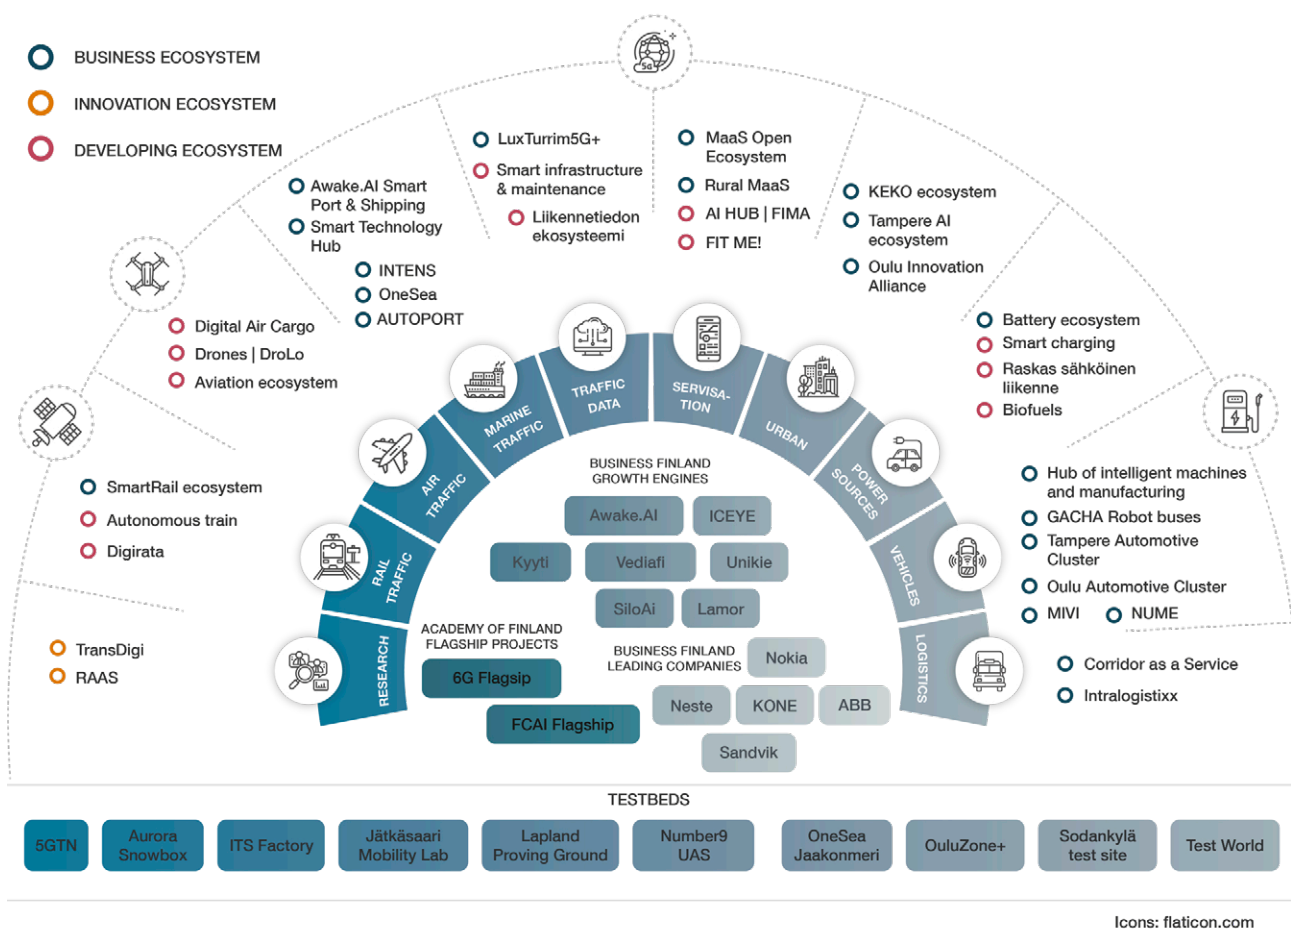 BUSINESS ECOSYSTEM
INNOVATION ECOSYSTEM
DEVELOPING ECOSYSTEM
5G
TransDigi
RAAS
SmartRail ecosystem
Autonomous train
Digirata
Digital Air Cargo
Drones | DroLo
Aviation ecosystem
Awake.AI Smart
Port & Shipping
Smart Technology
Hub
INTENS
OneSea
AUTOPORT
LuxTurrim5G+
Smart infrastructure
& maintenance
Liikennetiedon
ekosysteemi
MaaS Open
Ecosystem
Rural MaaS
AI HUB | FIMA
FIT ME!
KEKO ecosystem
Tampere AI
ecosystem
Oulu Innovation
Alliance
Battery ecosystem
Smart charging
Raskas sähköinen
liikenne
Biofuels
Hub of intelligent machines
and manufacturing
GACHA Robot buses
Tampere Automotive
Cluster
Oulu Automotive Cluster
MIVI
NUME
Corridor as a Service
Intralogistixx
RESEARCH
RAIL
TRAFFIC
AIR
TRAFFIC
MARINE
TRAFFIC
TRAFFIC
DATA
SERVISA-
TION
URBAN
POWER
SOURCES
VEHICLES
LOGISTICS
BUSINESS FINLAND
GROWTH ENGINES
Awake.AI
ICEYE
Kyyti
Vediafi
Unikie
SiloAi
Lamor
ACADEMY OF FINLAND
FLAGSHIP PROJECTS
6G Flagsip
FCAI Flagship
BUSINESS FINLAND
LEADING COMPANIES
Nokia
Neste
KONE
ABB
Sandvik
TESTBEDS
5GTN
Aurora
Snowbox
ITS Factory
Jätkäsaari
Mobility Lab
Lapland
Proving Ground
Number9
UAS
OneSea
Jaakonmeri
OuluZone+
Sodankylä
test site
Test World
Icons: flaticon.com